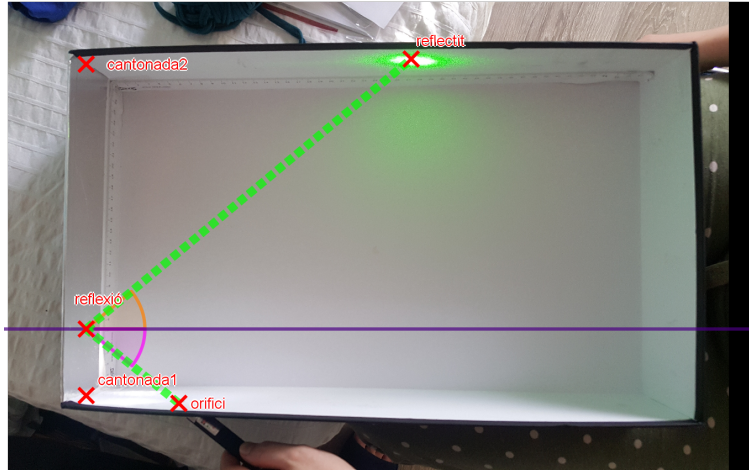 reflectit
cantonada2
reflexió
cantonada1
orifici